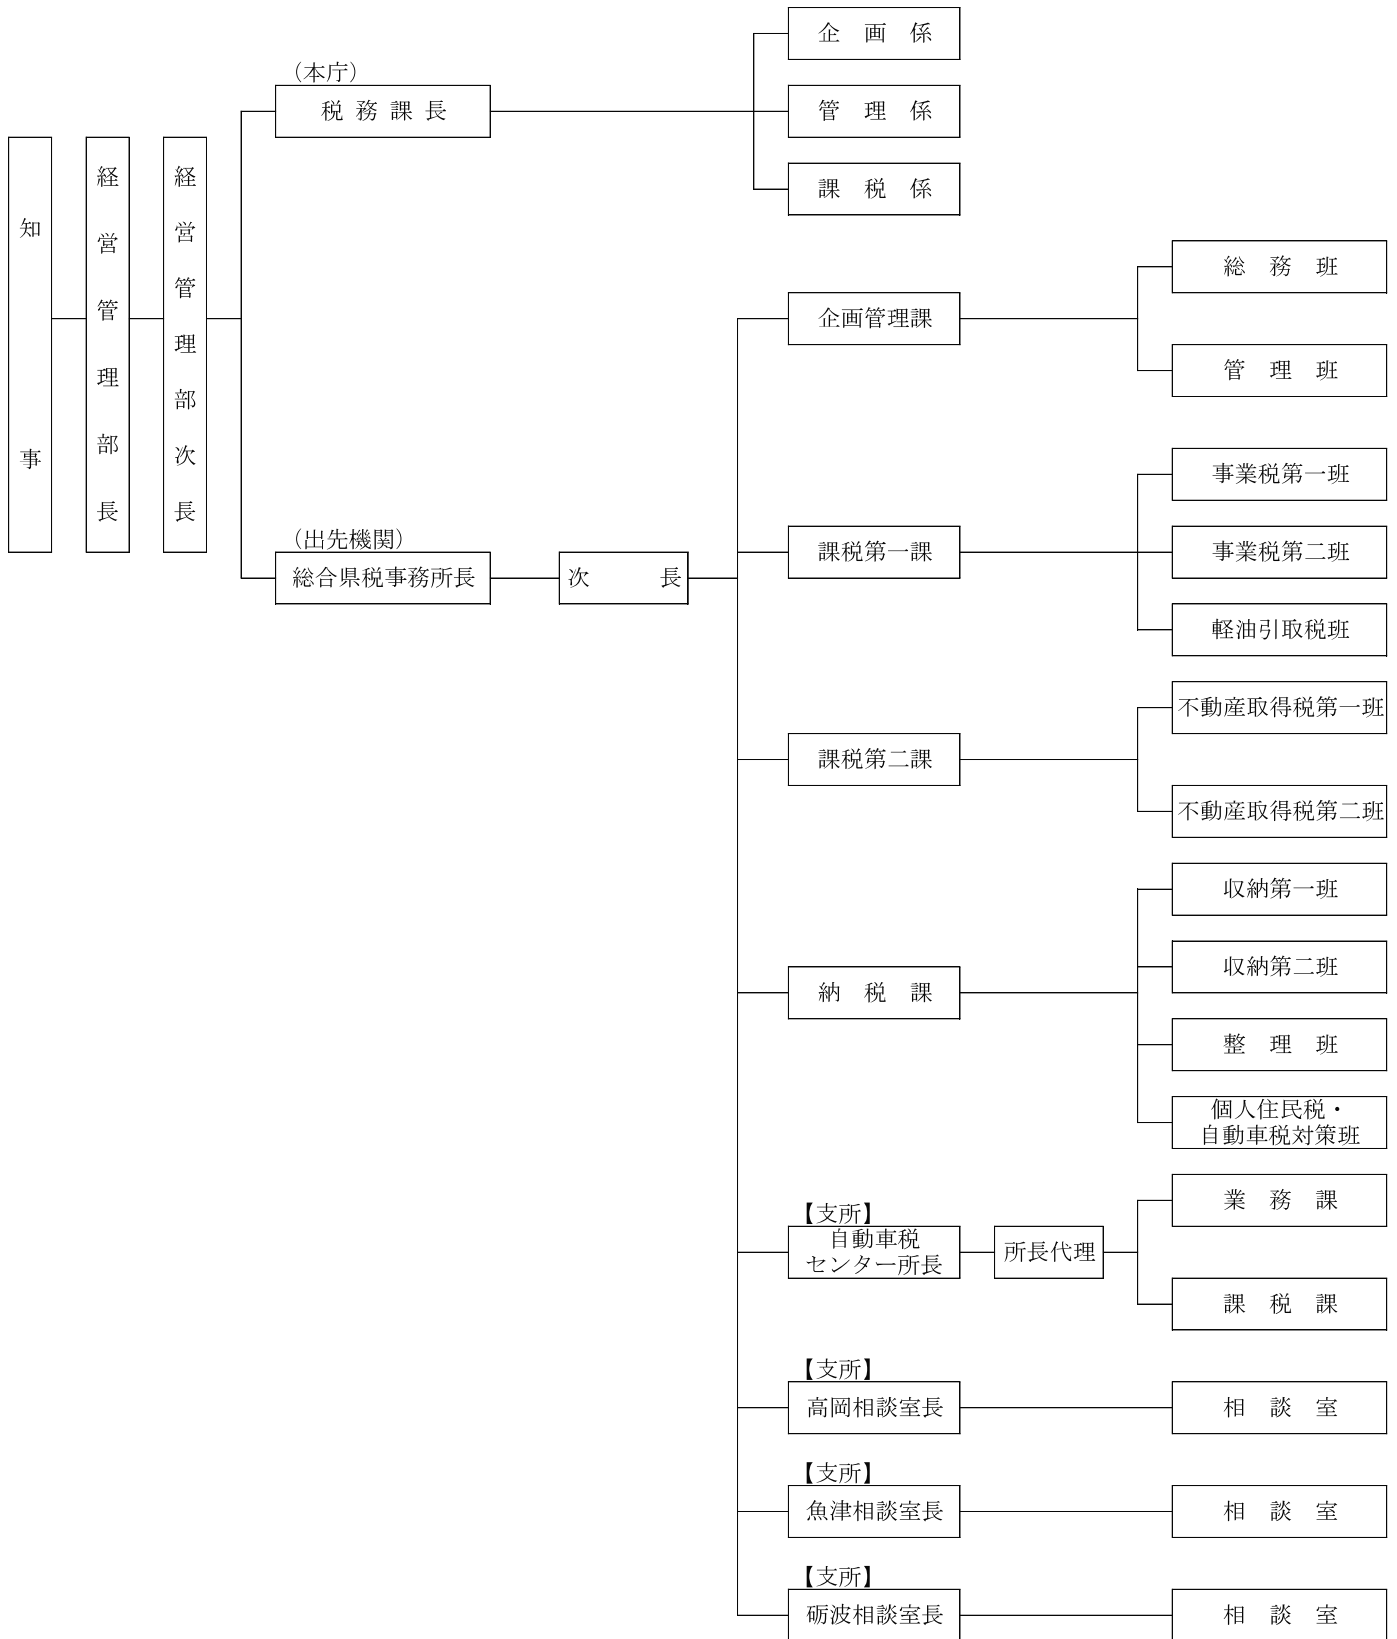 知事
経営管理部長
経営管理部次長
（本庁）
税務課長
企画係
管理係
課税係
（出先機関）
総合県税事務所長
次長
企画管理課
総務班
管理班
課税第一課
事業税第一班
事業税第二班
軽油引取税班
課税第二課
不動産取得税第一班
不動産取得税第二班
納税課
収納第一班
収納第二班
整理班
個人住民税・
自動車税対策班
【支所】
自動車税
センター所長
所長代理
業務課
課税課
【支所】
高岡相談室長
相談室
【支所】
魚津相談室長
相談室
【支所】
砺波相談室長
相談室